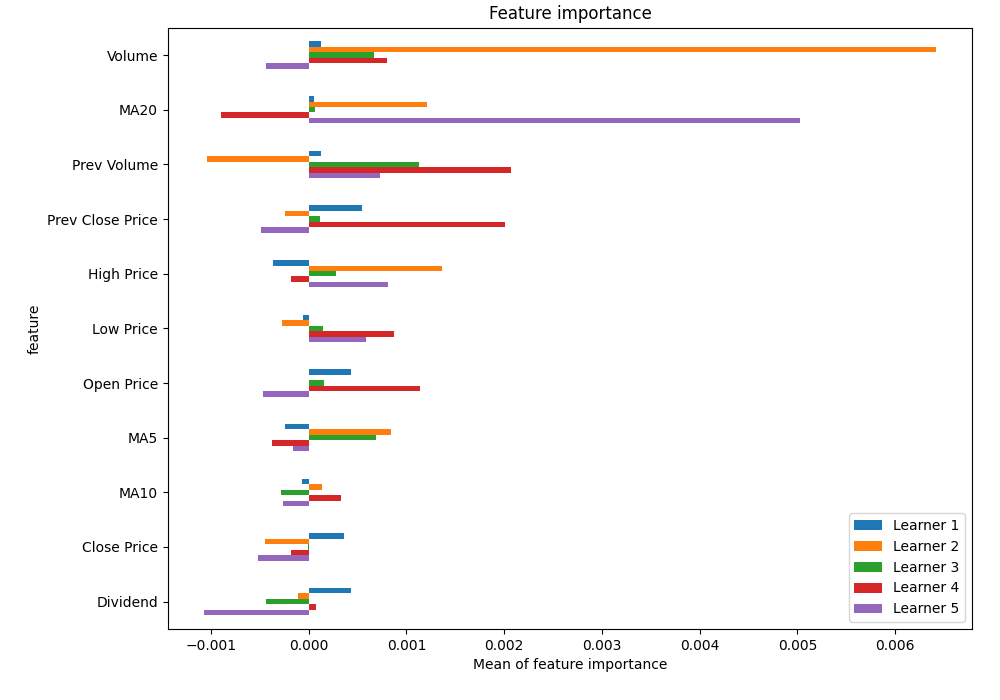 Feature importance
Volume
MA20
Prev Volume
Prev Close Price
High Price
Low Price
Open Price
MA5
MA10
Close Price
Dividend
feature
Learner 1
Learner 2
Learner 3
Learner 4
Learner 5
−0.001 0.000 0.001 0.002 0.003 0.004 0.005 0.006
Mean of feature importance